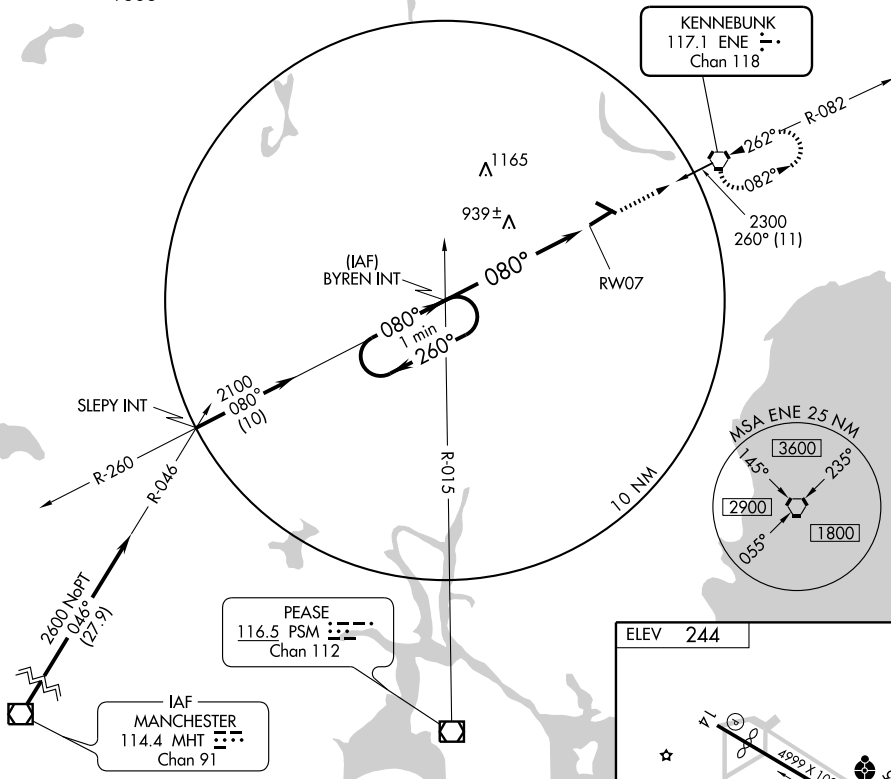 KENNEBUNK
117.1 ENE
Chan 118
R-082
262°
082°
1165
939±
2300
260° (11)
(IAF)
BYREN INT
080°
RW07
080°
1 min
260°
SLEPY INT
2100
080°
(10)
MSA ENE 25 NM
3600
145°
235°
R-260
R-046
R-015
10 NM
2900
1800
055°
2600 NoPT
046°
(27.9)
PEASE
116.5 PSM
Chan 112
ELEV 244
IAF
MANCHESTER
114.4 MHT
Chan 91
14
P
4999 X